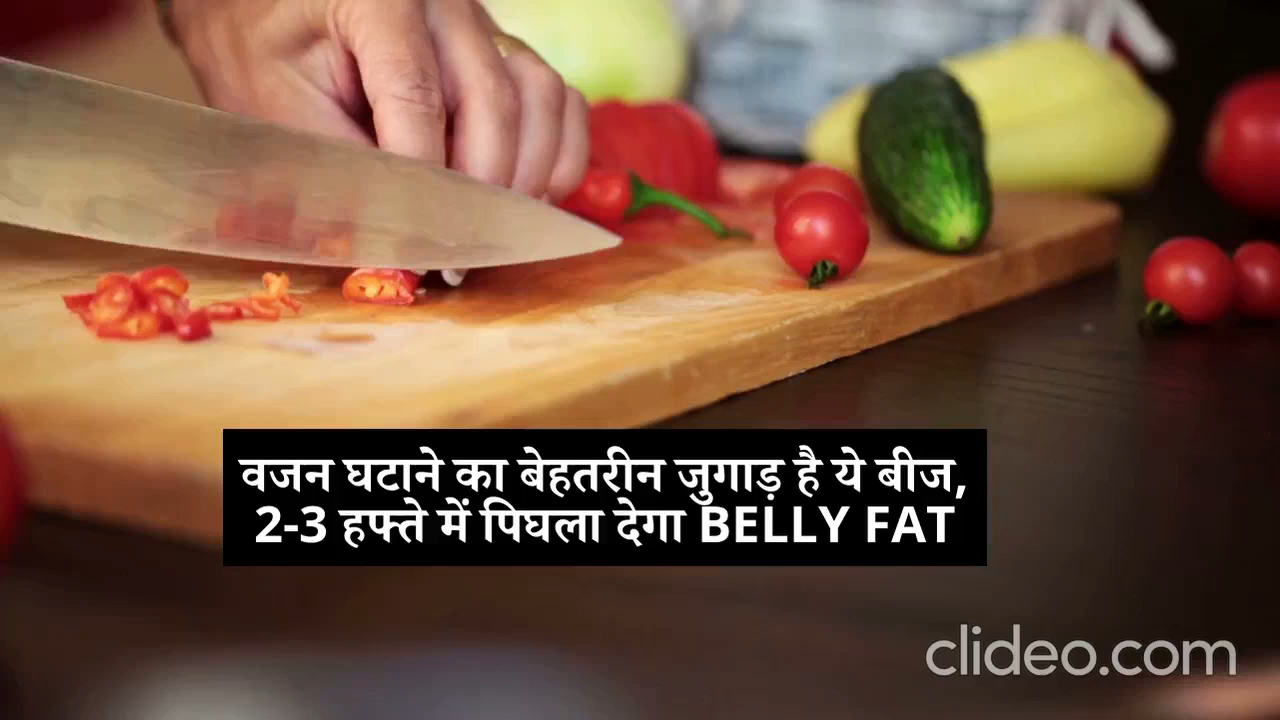 वजन घटाने का बेहतरीन जुगाड़ है ये बीज,
2-3 हफ्ते में पिघला देगा BELLY FAT
clideo.com